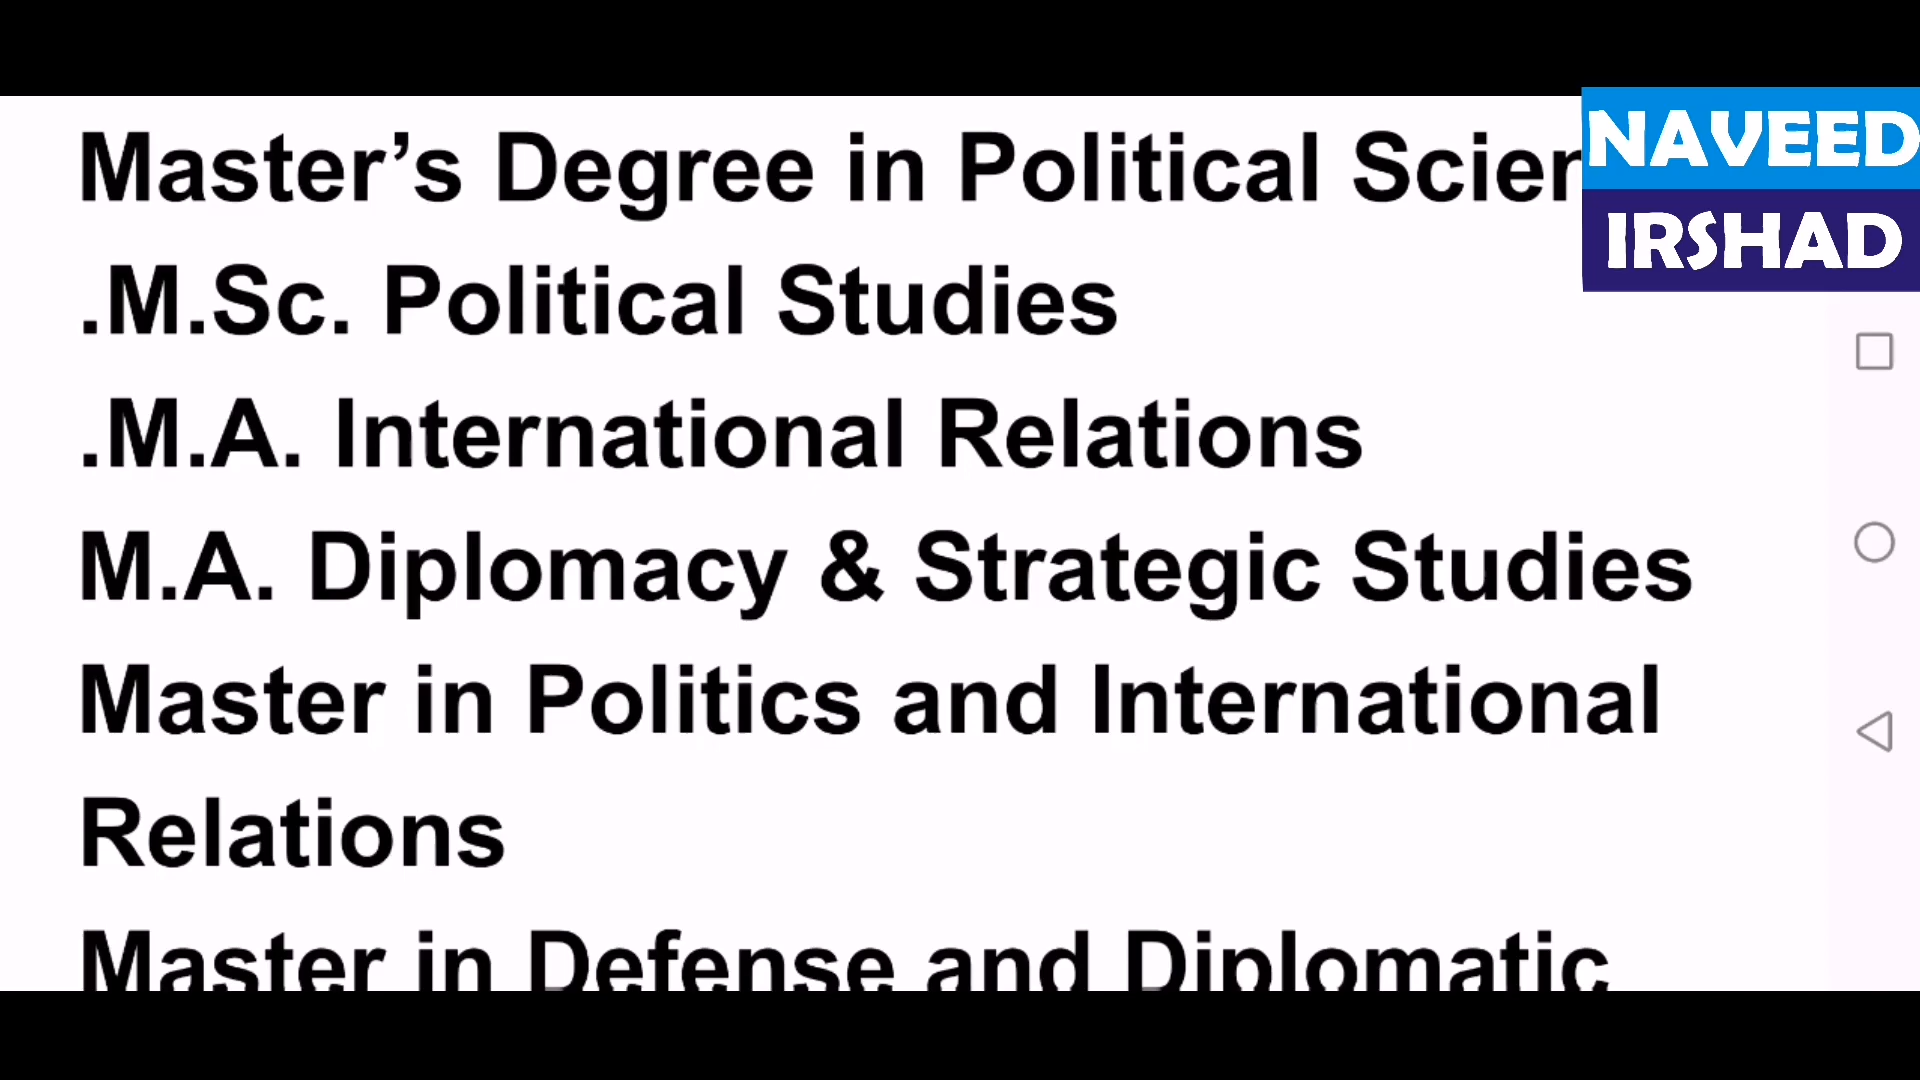 Master’s Degree in Political
NAVEED
IRSHAD
.M.Sc. Political Studies
.M.A. International Relations
M.A. Diplomacy & Strategic Studies
Master in Politics and International
Relations
Master in Defense and Diplomatic